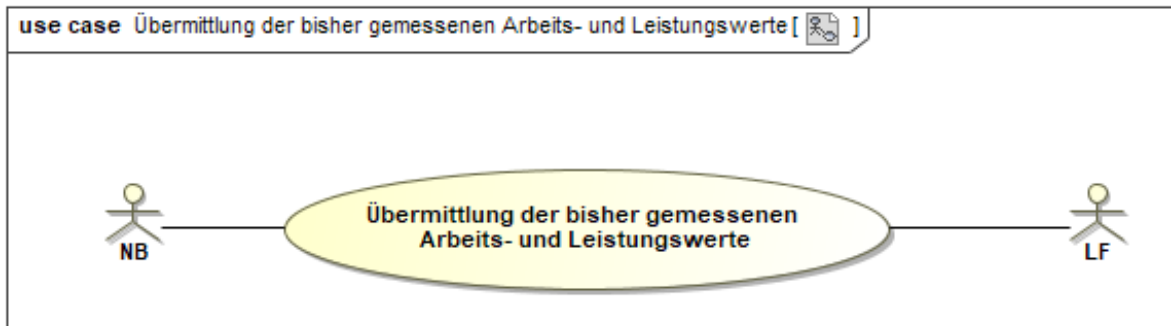 use case Übermittlung der bisher gemessenen Arbeits- und Leistungswerte [ ]
Übermittlung der bisher gemessenen
Arbeits- und Leistungswerte
NB
LF